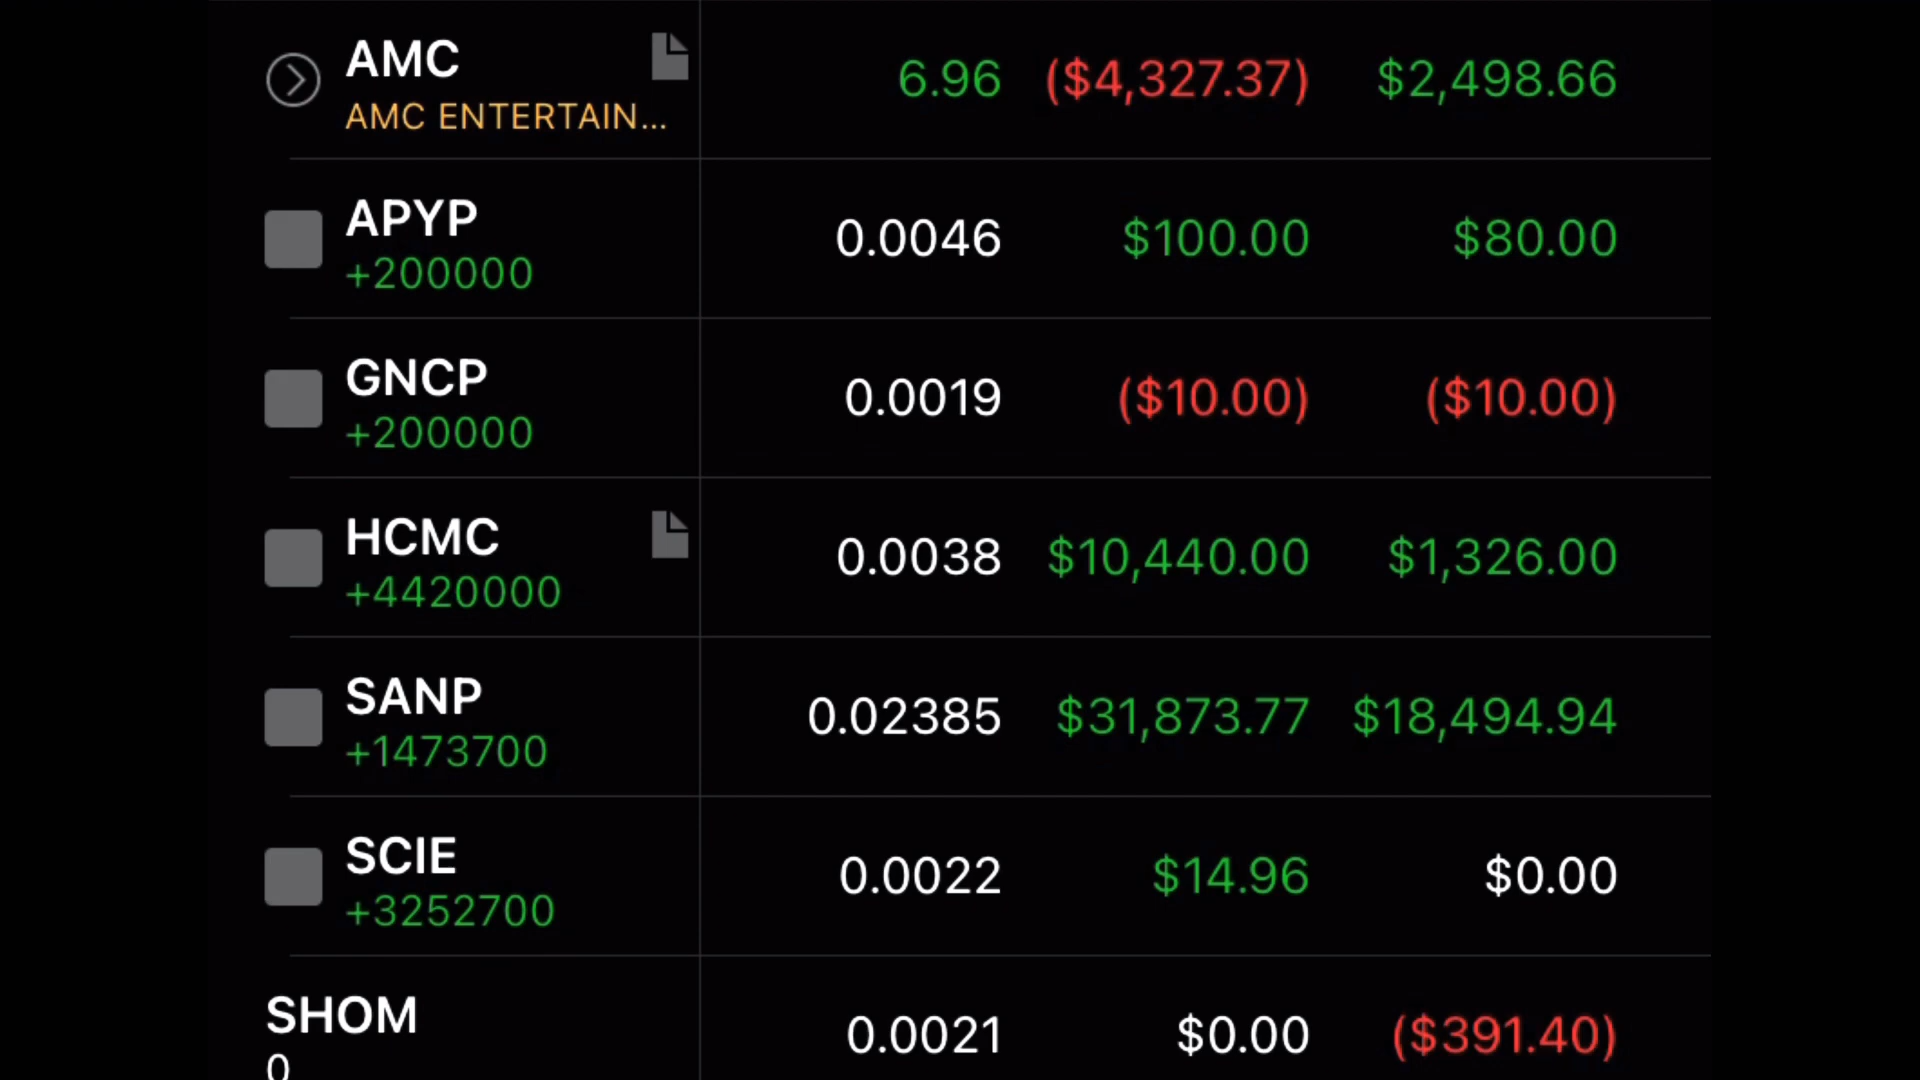 AMC 6.96 ($4,327.37) $2,498.66
AMC ENTERTAIN...
APYP 0.0046 $100.00 $80.00
+200000
GNCP 0.0019 ($10.00) ($10.00)
+200000
HCMC 0.0038 $10,440.00 $1,326.00
+4420000
SANP 0.02385 $31,873.77 $18,494.94
+1473700
SCIE 0.0022 $14.96 $0.00
+3252700
SHOM 0.0021 $0.00 ($391.40)
0